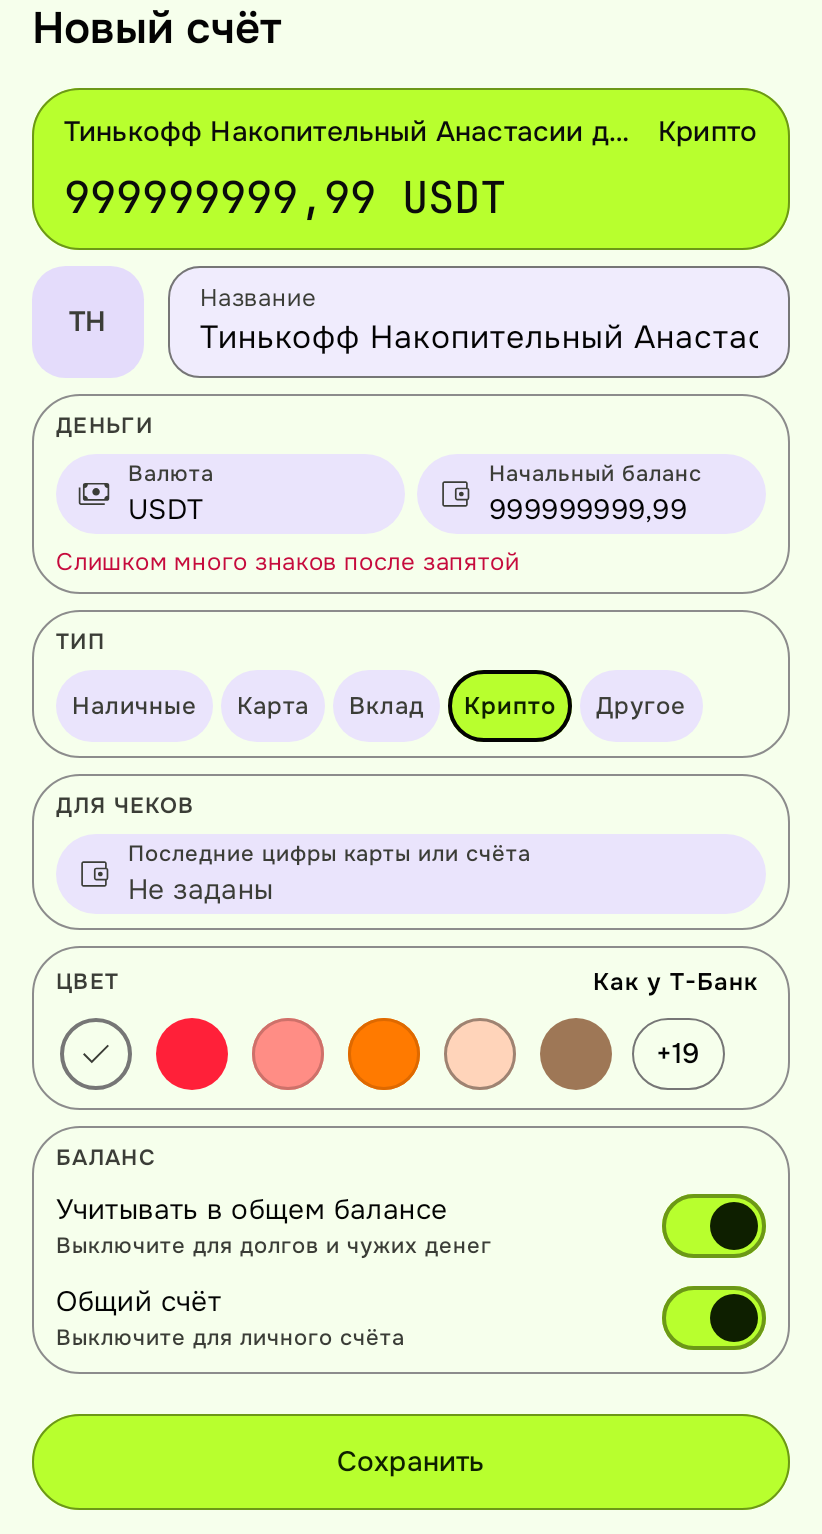 Новый счёт
Тинькофф Накопительный Анастасии д... Крипто
999999999,99 USDT
ТН
Название
Тинькофф Накопительный Анастас
ДЕНЬГИ
Валюта
USDT
Начальный баланс
999999999,99
Слишком много знаков после запятой
ТИП
Наличные Карта Вклад Крипто Другое
ДЛЯ ЧЕКОВ
Последние цифры карты или счёта
Не заданы
ЦВЕТ Как у Т-Банк
+19
БАЛАНС
Учитывать в общем балансе
Выключите для долгов и чужих денег
Общий счёт
Выключите для личного счёта
Сохранить